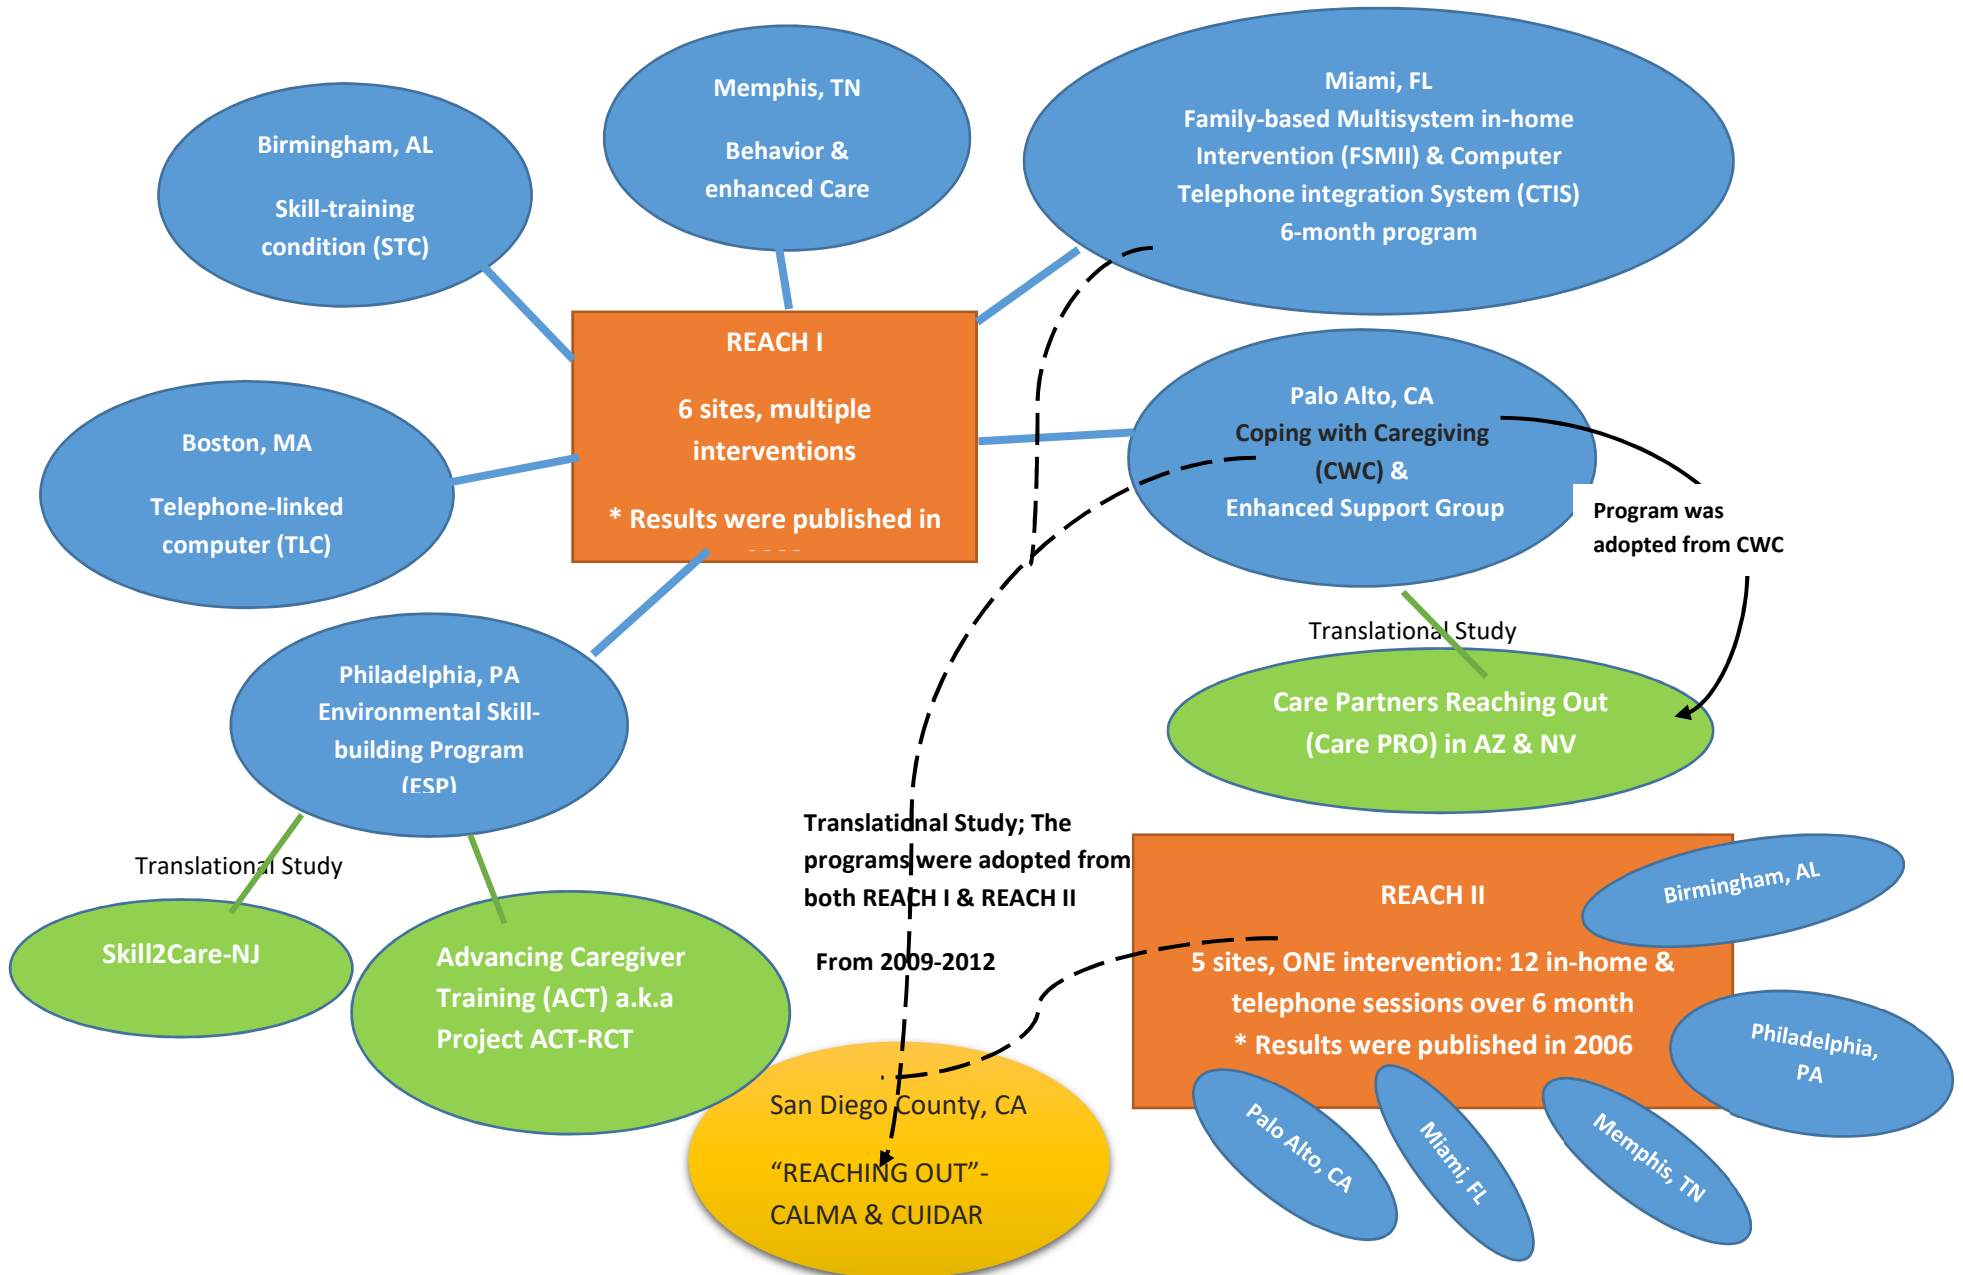 Memphis, TN
Behavior &
enhanced Care
Miami, FL
Family-based Multisystem in-home
Intervention (FSMII) & Computer
Telephone integration System (CTIS)
6-month program
Birmingham, AL
Skill-training
condition (STC)
REACH I
6 sites, multiple
interventions
* Results were published in
Boston, MA
Telephone-linked
computer (TLC)
Palo Alto, CA
Coping with Caregiving
(CWC) &
Enhanced Support Group
Program was
adopted from CWC
Philadelphia, PA
Environmental Skill-
building Program
(ESP)
Translational Study
Care Partners Reaching Out
(Care PRO) in AZ & NV
Translational Study
Skill2Care-NJ
Advancing Caregiver
Training (ACT) a.k.a
Project ACT-RCT
Translational Study; The
programs were adopted from
both REACH I & REACH II
From 2009-2012
REACH II
5 sites, ONE intervention: 12 in-home &
telephone sessions over 6 month
* Results were published in 2006
Birmingham, AL
Philadelphia,
PA
Palo Alto, CA
Miami, FL
Memphis, TN
San Diego County, CA
“REACHING OUT”-
CALMA & CUIDAR